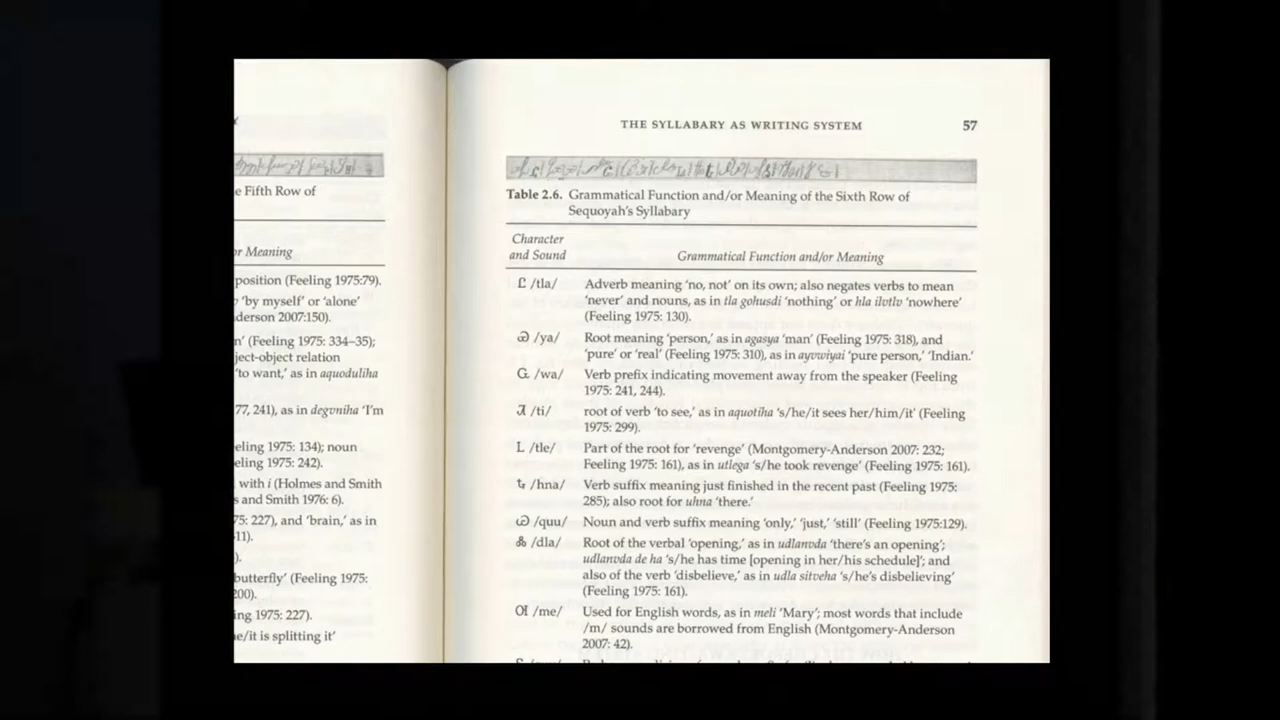 e Fifth Row of
or Meaning
position (Feeling 1975:79).
'by myself' or 'alone'
derson 2007:150).
n' (Feeling 1975: 334–35);
ject-object relation
'to want,' as in aquoduliha
77, 241), as in degvniha 'I'm
eling 1975: 134); noun
eling 1975: 242).
with i (Holmes and Smith
s and Smith 1976: 6).
75: 227), and 'brain,' as in
11).
).
butterfly' (Feeling 1975:
200).
ing 1975: 227).
e/it is splitting it'
THE SYLLABARY AS WRITING SYSTEM 57
Table 2.6. Grammatical Function and/or Meaning of the Sixth Row of
Sequoyah's Syllabary
Character
and Sound Grammatical Function and/or Meaning
Ꮭ /tla/ Adverb meaning 'no, not' on its own; also negates verbs to mean
'never' and nouns, as in tla gohusdi 'nothing' or hla ilvtlv 'nowhere'
(Feeling 1975: 130).
Ꮿ /ya/ Root meaning 'person,' as in agasya 'man' (Feeling 1975: 318), and
'pure' or 'real' (Feeling 1975: 310), as in ayvwiyai 'pure person,' 'Indian.'
Ꮹ /wa/ Verb prefix indicating movement away from the speaker (Feeling
1975: 241, 244).
Ꮨ /ti/ root of verb 'to see,' as in aquotiha 's/he/it sees her/him/it' (Feeling
1975: 299).
Ꮮ /tle/ Part of the root for 'revenge' (Montgomery-Anderson 2007: 232;
Feeling 1975: 161), as in utlega 's/he took revenge' (Feeling 1975: 161).
Ꮏ /hna/ Verb suffix meaning just finished in the recent past (Feeling 1975:
285); also root for uhna 'there.'
Ꮚ /quu/ Noun and verb suffix meaning 'only,' 'just,' 'still' (Feeling 1975:129).
Ꮬ /dla/ Root of the verbal 'opening,' as in udlanvda 'there's an opening';
udlanvda de ha 's/he has time [opening in her/his schedule]'; and
also of the verb 'disbelieve,' as in udla sitveha 's/he's disbelieving'
(Feeling 1975: 161).
Ꮊ /me/ Used for English words, as in meli 'Mary'; most words that include
/m/ sounds are borrowed from English (Montgomery-Anderson
2007: 42).